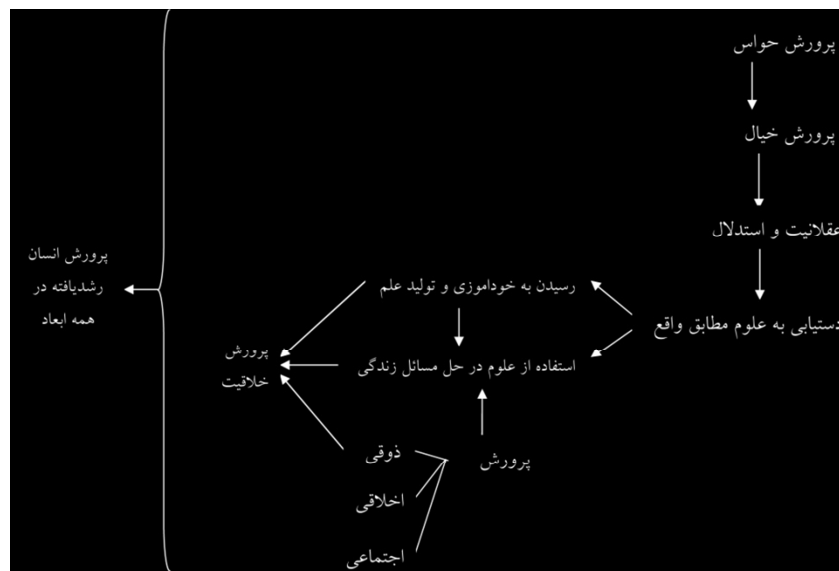 پرورش حواس
پرورش خیال
عقلانیت و استدلال
دستیابی به علوم مطابق واقع
رسیدن به خوداموزی و تولید علم
استفاده از علوم در حل مسائل زندگی
پرورش
ذوقی
اخلاقی
اجتماعی
پرورش
خلاقیت
پرورش انسان
رشدیافته در
همه ابعاد